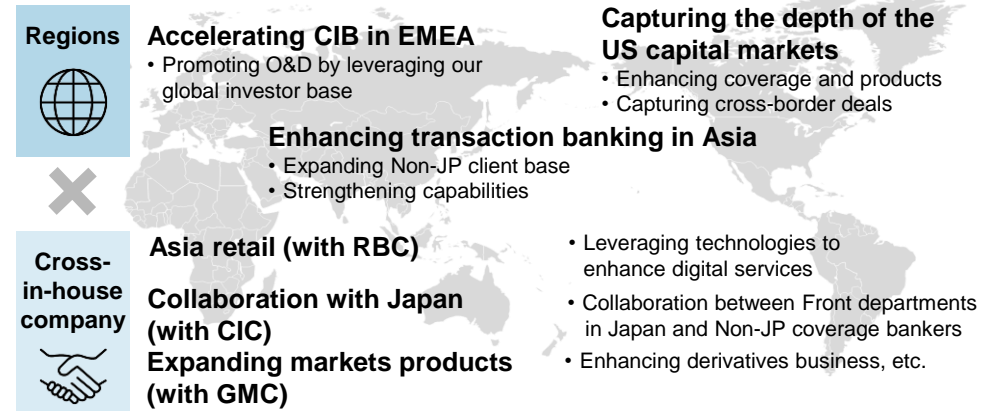 Regions
Accelerating CIB in EMEA
• Promoting O&D by leveraging our
global investor base
Capturing the depth of the
US capital markets
• Enhancing coverage and products
• Capturing cross-border deals
Enhancing transaction banking in Asia
• Expanding Non-JP client base
• Strengthening capabilities
Cross-
in-house
company
Asia retail (with RBC)
• Leveraging technologies to
enhance digital services
Collaboration with Japan
(with CIC)
• Collaboration between Front departments
in Japan and Non-JP coverage bankers
Expanding markets products
(with GMC)
• Enhancing derivatives business, etc.